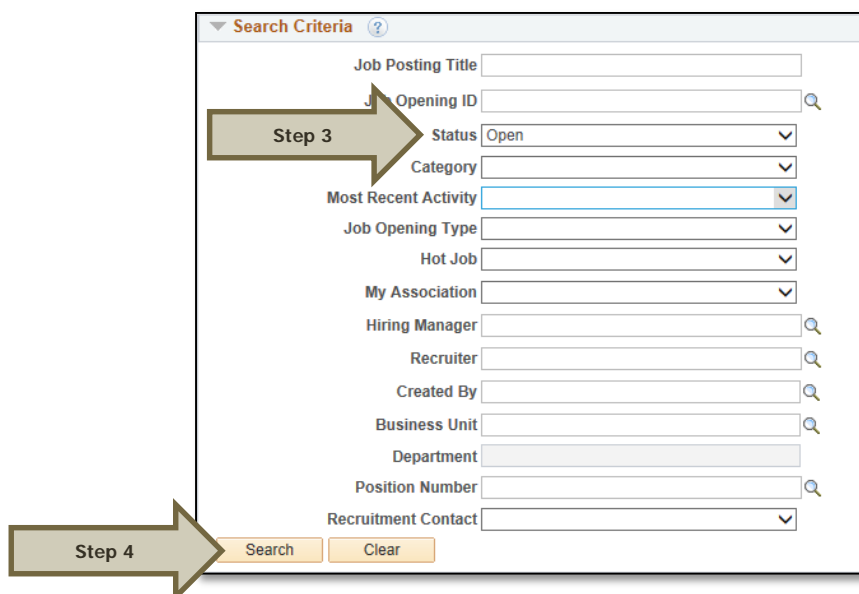 Search Criteria ?
Job Posting Title
Job Opening ID
Step 3
Status Open
Category
Most Recent Activity
Job Opening Type
Hot Job
My Association
Hiring Manager
Recruiter
Created By
Business Unit
Department
Position Number
Recruitment Contact
Step 4
Search Clear